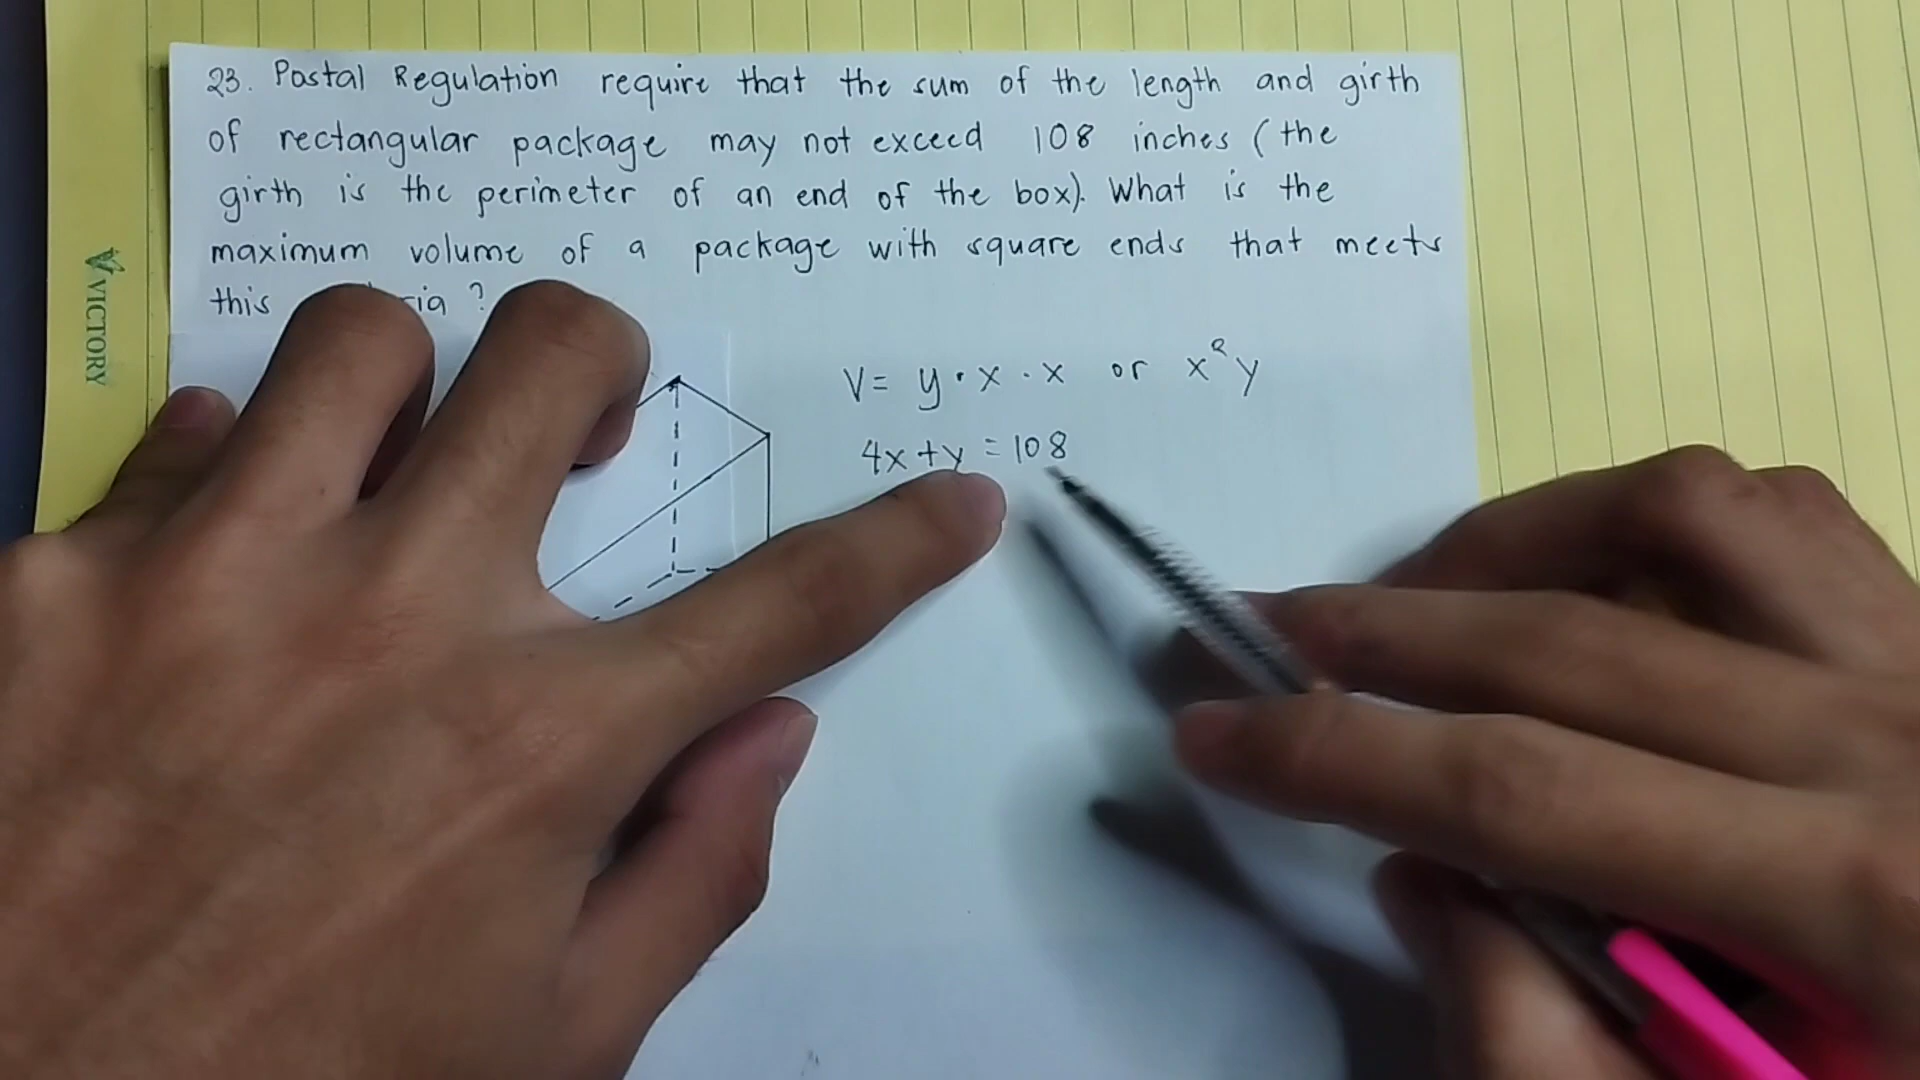 23. Postal Regulation require that the sum of the length and girth
of rectangular package may not exceed 108 inches (the
girth is the perimeter of an end of the box). What is the
maximum volume of a package with square ends that meets
this ria?
V = y · x · x or x²y
4x + y = 108
VICTORY